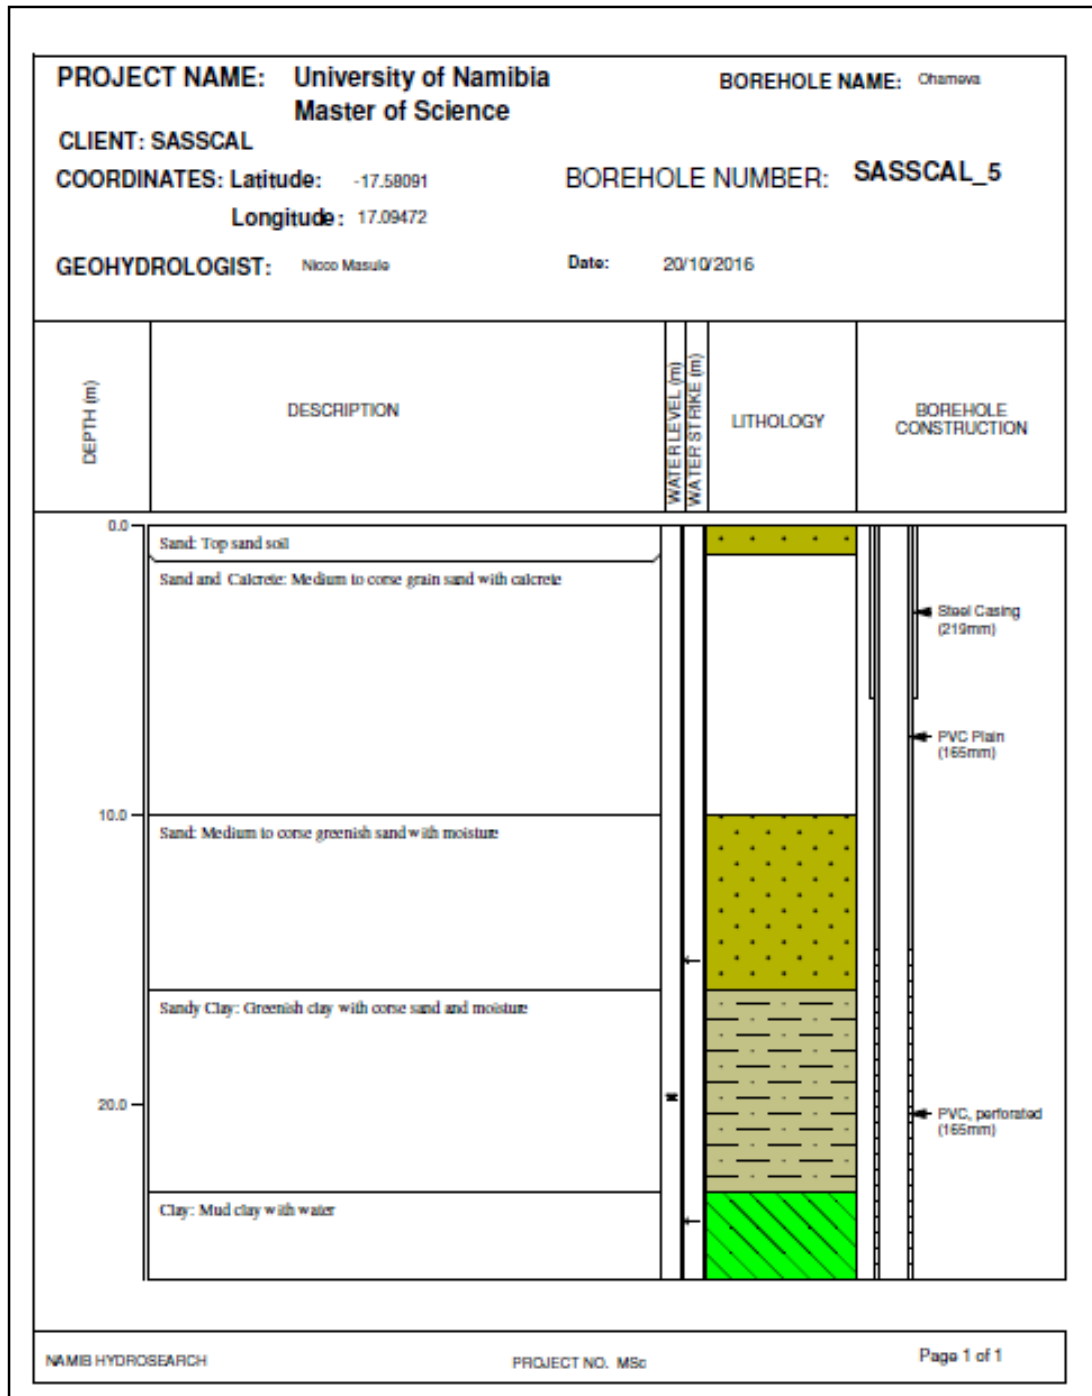 PROJECT NAME: University of Namibia BOREHOLE NAME: Ohameva
Master of Science
CLIENT: SASSCAL
COORDINATES: Latitude: -17.58091 BOREHOLE NUMBER: SASSCAL_5
Longitude: 17.09472
GEOHYDROLOGIST: Nicco Masule Date: 20/10/2016
DEPTH (m)
DESCRIPTION
WATER LEVEL (m)
WATER STRIKE (m)
LITHOLOGY
BOREHOLE
CONSTRUCTION
0.0
Sand: Top sand soil
Sand and Calcrete: Medium to corse grain sand with calcrete
Steel Casing
(219mm)
PVC Plain
(165mm)
10.0
Sand: Medium to corse greenish sand with moisture
Sandy Clay: Greenish clay with corse sand and moisture
20.0
PVC, perforated
(165mm)
Clay: Mud clay with water
NAMIB HYDROSEARCH PROJECT NO. MSc Page 1 of 1